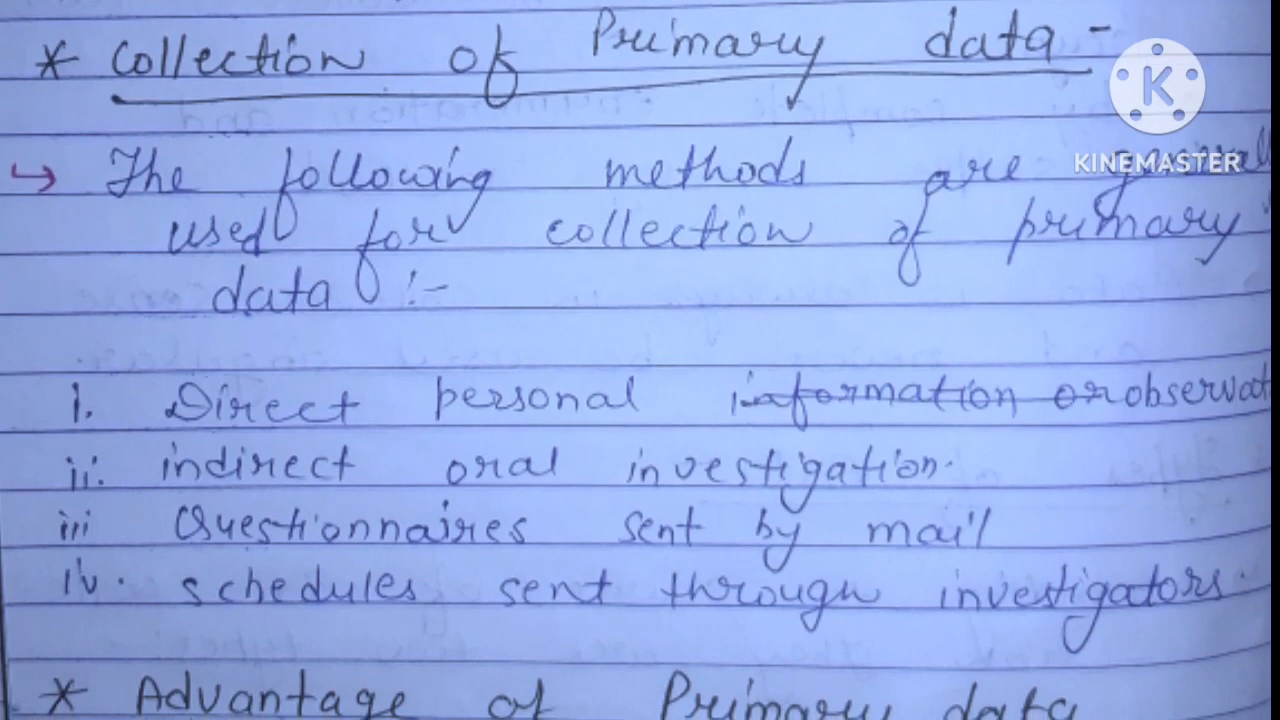 * Collection of Primary data -
K
KINEMASTER
↪ The following methods are general
used for collection of primary
data :-
i. Direct personal information or observat
ii. indirect oral investigation.
iii Questionnaires sent by mail
iv. schedules sent through investigators.
* Advantage of Primary data